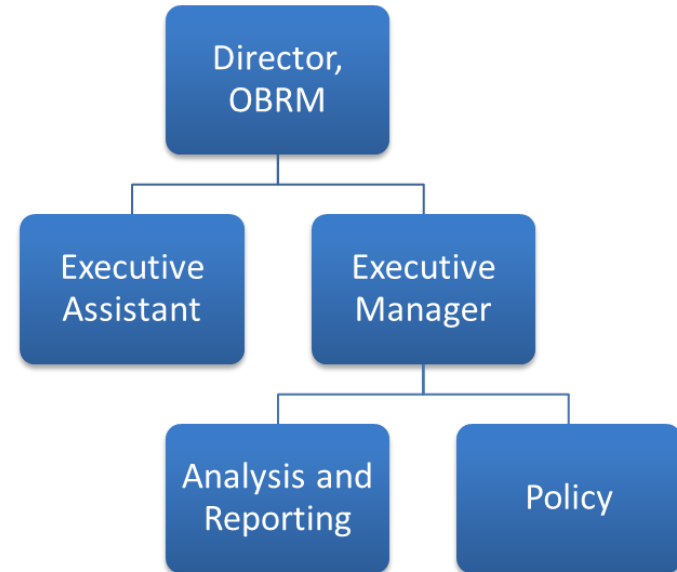 Director,
OBRM
Executive
Assistant
Executive
Manager
Analysis and
Reporting
Policy